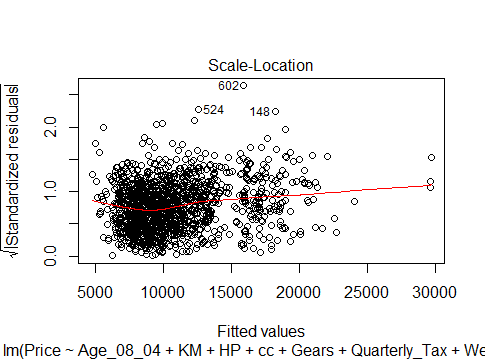 Scale-Location
√|Standardized residuals|
0.0 1.0 2.0
602
524
148
5000 10000 15000 20000 25000 30000
Fitted values
lm(Price ~ Age_08_04 + KM + HP + cc + Gears + Quarterly_Tax + We